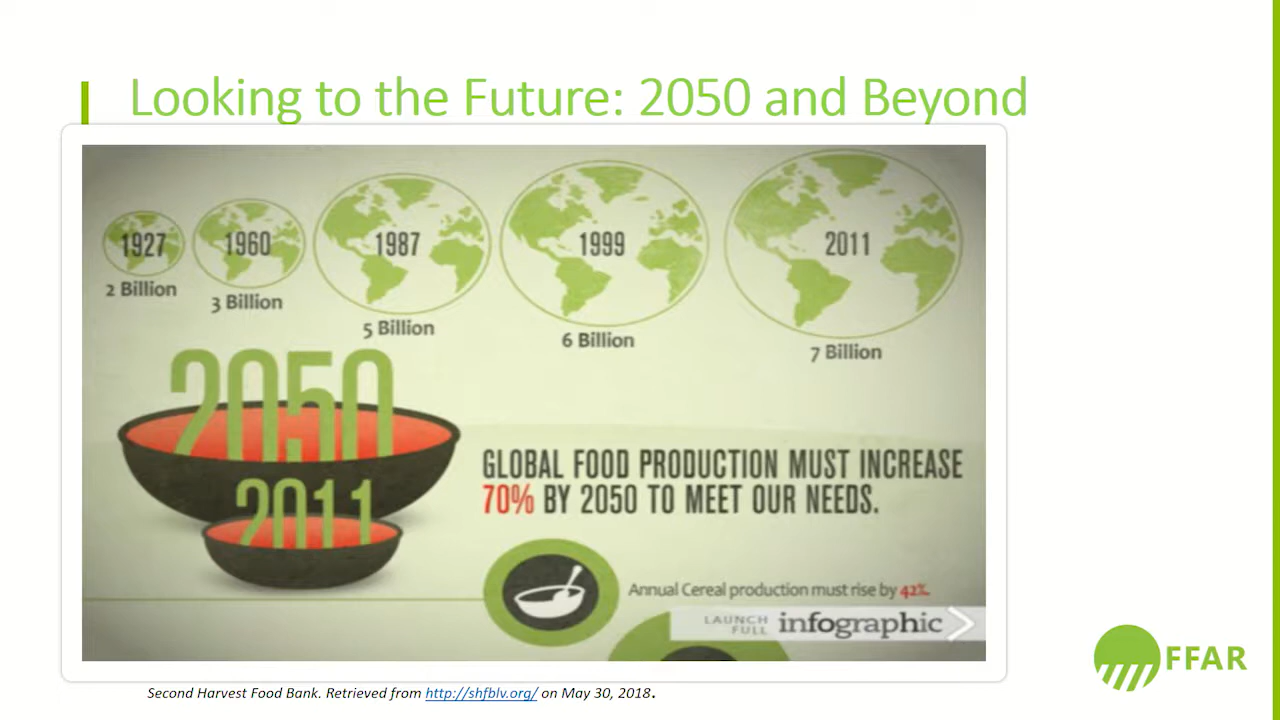 Looking to the Future: 2050 and Beyond
1927
1960
1987
1999
2011
2 Billion
3 Billion
5 Billion
6 Billion
7 Billion
2050
2011
GLOBAL FOOD PRODUCTION MUST INCREASE
70% BY 2050 TO MEET OUR NEEDS.
Annual Cereal production must rise by 42%
LAUNCH
FULL
infographic
FFAR
Second Harvest Food Bank. Retrieved from http://shfblv.org/ on May 30, 2018.